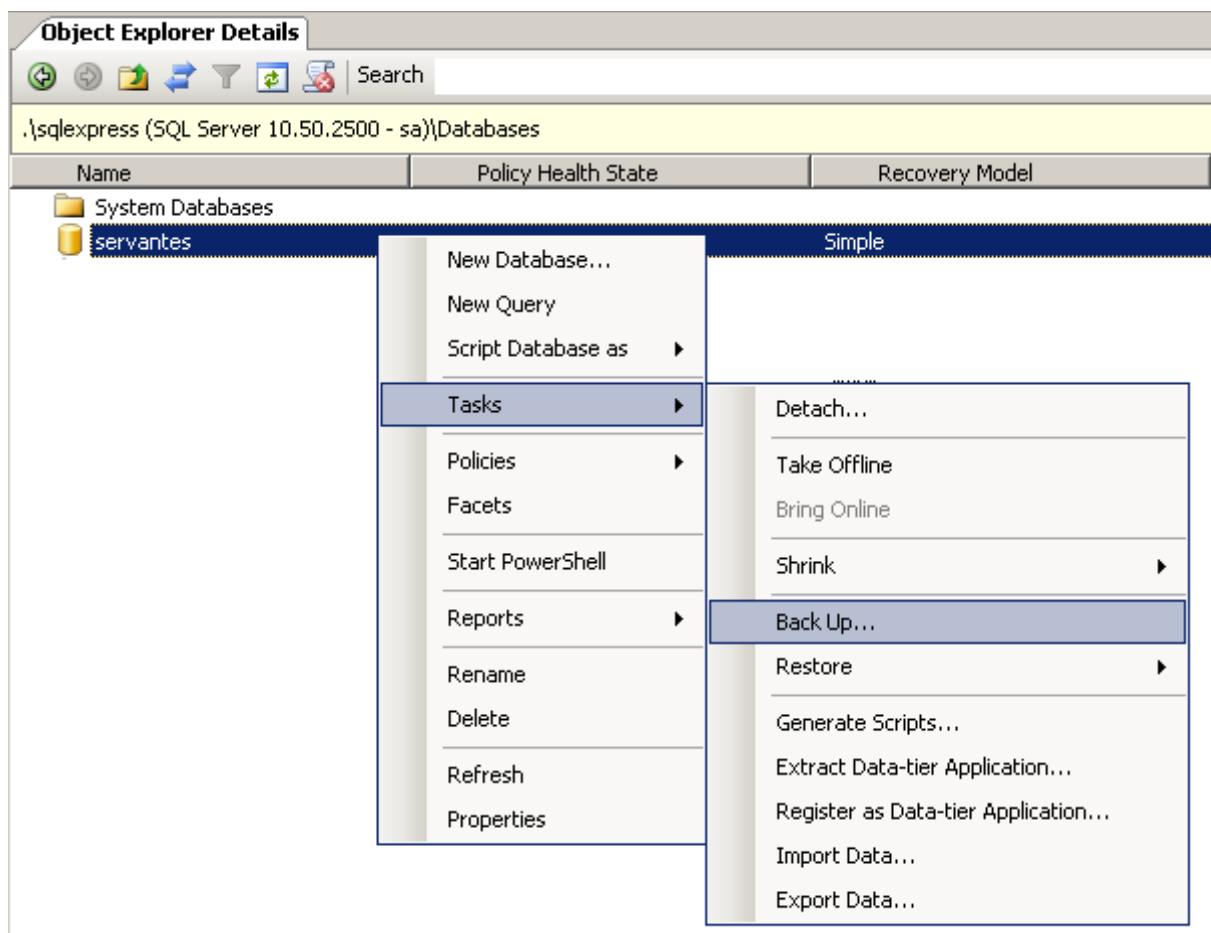 Object Explorer Details
Search
.\sqlexpress (SQL Server 10.50.2500 - sa)\Databases
Name Policy Health State Recovery Model
System Databases
servantes Simple
New Database...
New Query
Script Database as
Tasks
Policies
Facets
Start PowerShell
Reports
Rename
Delete
Refresh
Properties
Detach...
Take Offline
Bring Online
Shrink
Back Up...
Restore
Generate Scripts...
Extract Data-tier Application...
Register as Data-tier Application...
Import Data...
Export Data...